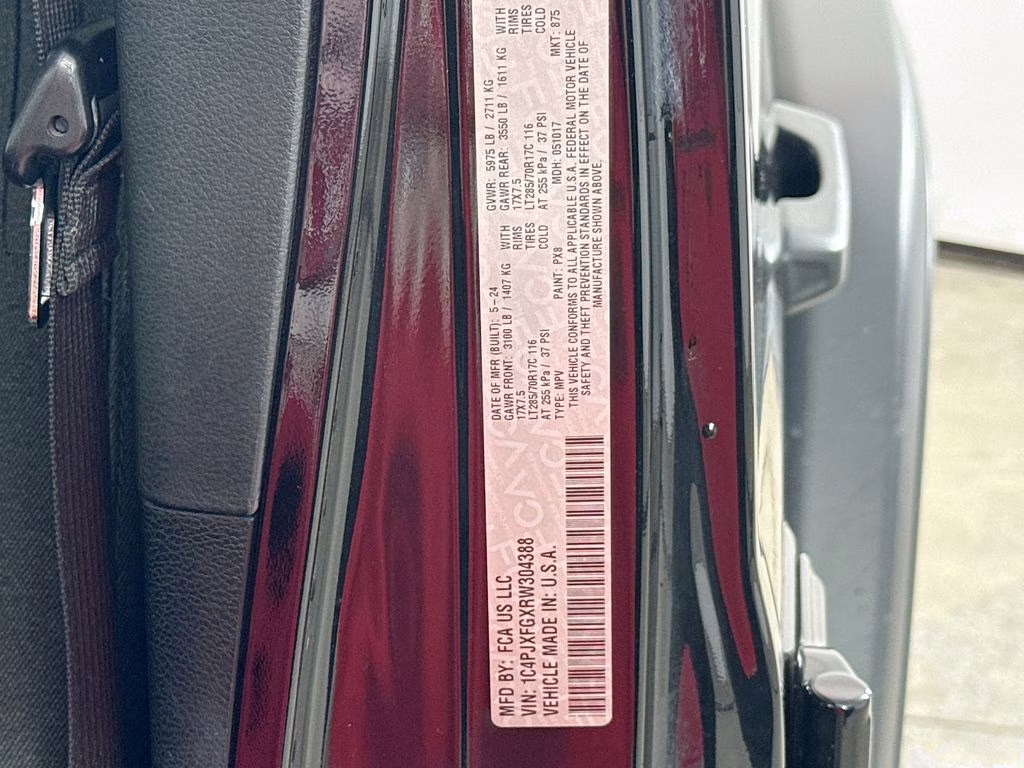 MFD BY: FCA US LLC
VIN: 1C4PJXFGXRW304388
VEHICLE MADE IN: U.S.A.
DATE OF MFR (BUILT): 5-24 GVWR: 5975 LB / 2711 KG
GAWR FRONT: 3100 LB / 1407 KG WITH GAWR REAR: 3550 LB / 1611 KG WITH
17X7.5 RIMS 17X7.5 RIMS
LT285/70R17C 116 TIRES LT285/70R17C 116 TIRES
AT 255 kPa / 37 PSI COLD AT 255 kPa / 37 PSI COLD
TYPE: MPV PAINT: PX8 MDH: 051017 MKT: 875
THIS VEHICLE CONFORMS TO ALL APPLICABLE U.S.A. FEDERAL MOTOR VEHICLE
SAFETY AND THEFT PREVENTION STANDARDS IN EFFECT ON THE DATE OF
MANUFACTURE SHOWN ABOVE.